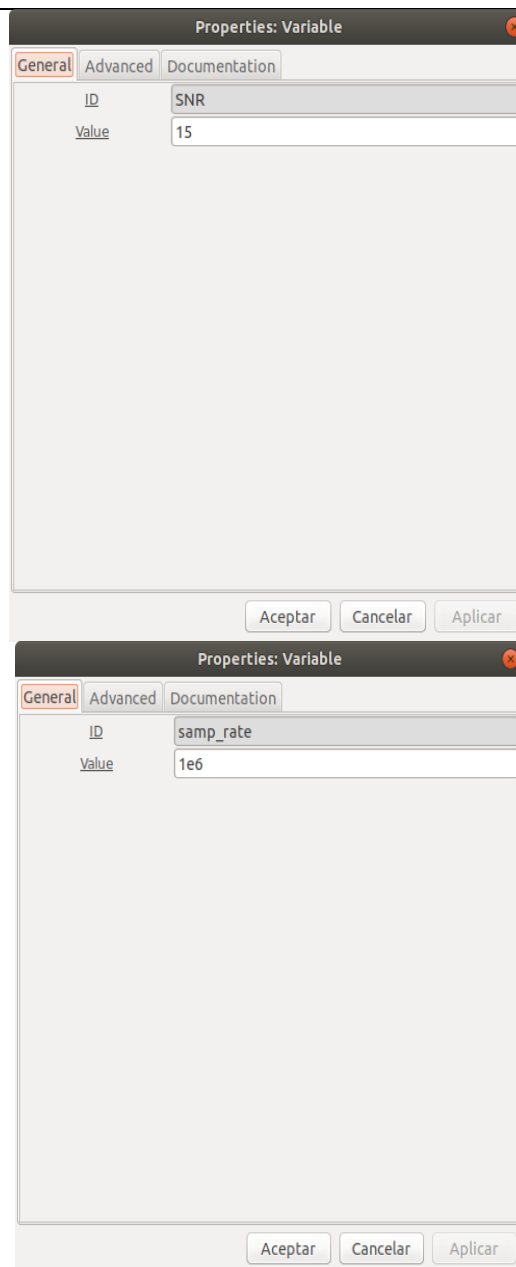 Properties: Variable
General Advanced Documentation
ID SNR
Value 15
Aceptar Cancelar Aplicar
Properties: Variable
General Advanced Documentation
ID samp_rate
Value 1e6
Aceptar Cancelar Aplicar